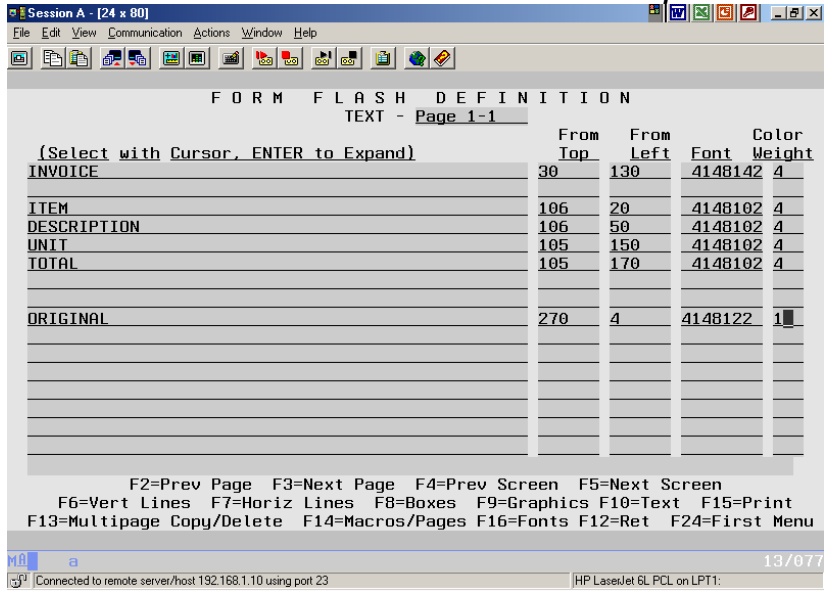 Session A - [24 x 80]
File Edit View Communication Actions Window Help
FORM FLASH DEFINITION
TEXT - Page 1-1
From From Color
(Select with Cursor, ENTER to Expand) Top Left Font Weight
INVOICE 30 130 4148142 4
ITEM 106 20 4148102 4
DESCRIPTION 106 50 4148102 4
UNIT 105 150 4148102 4
TOTAL 105 170 4148102 4
ORIGINAL 270 4 4148122 1
F2=Prev Page F3=Next Page F4=Prev Screen F5=Next Screen
F6=Vert Lines F7=Horiz Lines F8=Boxes F9=Graphics F10=Text F15=Print
F13=Multipage Copy/Delete F14=Macros/Pages F16=Fonts F12=Ret F24=First Menu
MA a 13/077
Connected to remote server/host 192.168.1.10 using port 23 HP LaserJet 6L PCL on LPT1: